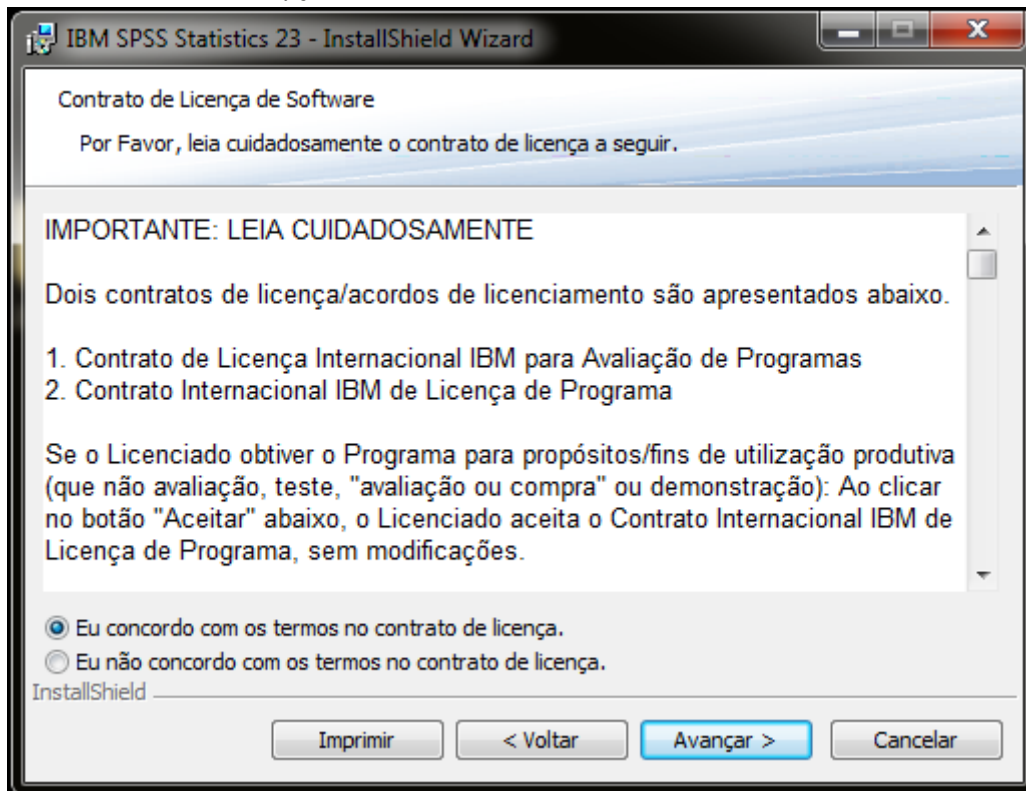 IBM SPSS Statistics 23 - InstallShield Wizard
Contrato de Licença de Software
Por Favor, leia cuidadosamente o contrato de licença a seguir.
IMPORTANTE: LEIA CUIDADOSAMENTE
Dois contratos de licença/acordos de licenciamento são apresentados abaixo.
1. Contrato de Licença Internacional IBM para Avaliação de Programas
2. Contrato Internacional IBM de Licença de Programa
Se o Licenciado obtiver o Programa para propósitos/fins de utilização produtiva
(que não avaliação, teste, "avaliação ou compra" ou demonstração): Ao clicar
no botão "Aceitar" abaixo, o Licenciado aceita o Contrato Internacional IBM de
Licença de Programa, sem modificações.
Eu concordo com os termos no contrato de licença.
Eu não concordo com os termos no contrato de licença.
InstallShield
Imprimir < Voltar Avançar > Cancelar